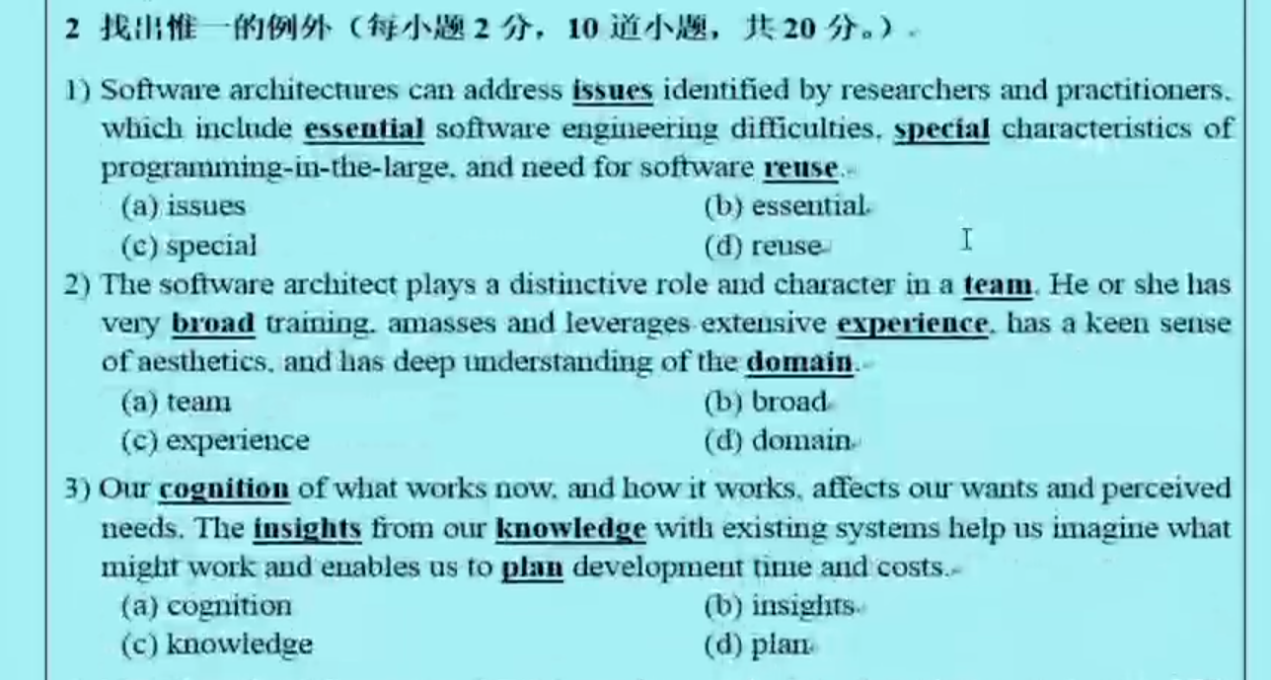 2 找出惟一的例外（每小题 2 分，10 道小题，共 20 分。）
1) Software architectures can address issues identified by researchers and practitioners,
which include essential software engineering difficulties, special characteristics of
programming-in-the-large, and need for software reuse.
(a) issues (b) essential
(c) special (d) reuse
2) The software architect plays a distinctive role and character in a team. He or she has
very broad training, amasses and leverages extensive experience, has a keen sense
of aesthetics, and has deep understanding of the domain.
(a) team (b) broad
(c) experience (d) domain
3) Our cognition of what works now, and how it works, affects our wants and perceived
needs. The insights from our knowledge with existing systems help us imagine what
might work and enables us to plan development time and costs.
(a) cognition (b) insights
(c) knowledge (d) plan